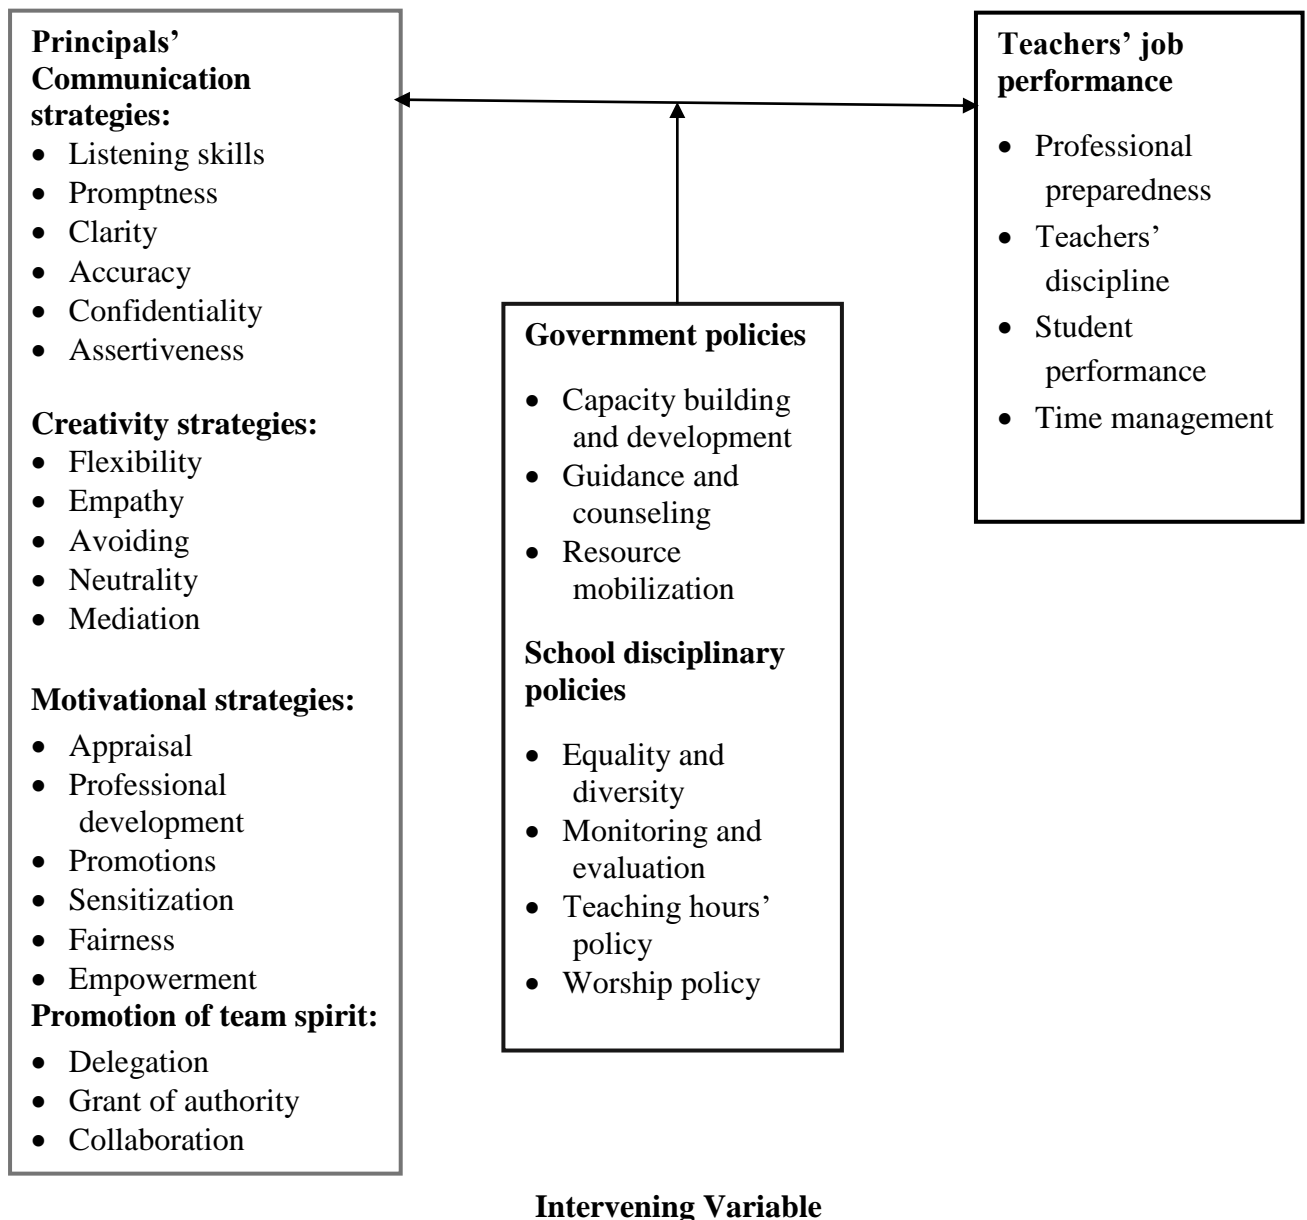 Principals’
Communication
strategies:
• Listening skills
• Promptness
• Clarity
• Accuracy
• Confidentiality
• Assertiveness
Creativity strategies:
• Flexibility
• Empathy
• Avoiding
• Neutrality
• Mediation
Motivational strategies:
• Appraisal
• Professional
development
• Promotions
• Sensitization
• Fairness
• Empowerment
Promotion of team spirit:
• Delegation
• Grant of authority
• Collaboration
Government policies
• Capacity building
and development
• Guidance and
counseling
• Resource
mobilization
School disciplinary
policies
• Equality and
diversity
• Monitoring and
evaluation
• Teaching hours’
policy
• Worship policy
Teachers’ job
performance
• Professional
preparedness
• Teachers’
discipline
• Student
performance
• Time management
Intervening Variable